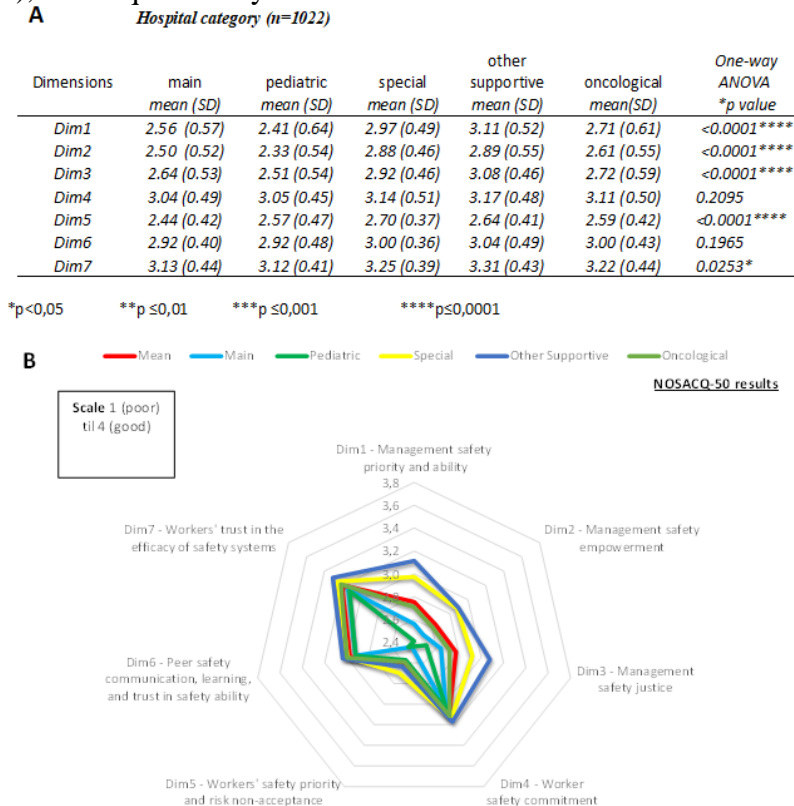 A
Hospital category (n=1022)
Dimensions main mean (SD) pediatric mean (SD) special mean (SD) other supportive mean (SD) oncological mean(SD) One-way ANOVA *p value
Dim1 2.56 (0.57) 2.41 (0.64) 2.97 (0.49) 3.11 (0.52) 2.71 (0.61) <0.0001****
Dim2 2.50 (0.52) 2.33 (0.54) 2.88 (0.46) 2.89 (0.55) 2.61 (0.55) <0.0001****
Dim3 2.64 (0.53) 2.51 (0.54) 2.92 (0.46) 3.08 (0.46) 2.72 (0.59) <0.0001****
Dim4 3.04 (0.49) 3.05 (0.45) 3.14 (0.51) 3.17 (0.48) 3.11 (0.50) 0.2095
Dim5 2.44 (0.42) 2.57 (0.47) 2.70 (0.37) 2.64 (0.41) 2.59 (0.42) <0.0001****
Dim6 2.92 (0.40) 2.92 (0.48) 3.00 (0.36) 3.04 (0.49) 3.00 (0.43) 0.1965
Dim7 3.13 (0.44) 3.12 (0.41) 3.25 (0.39) 3.31 (0.43) 3.22 (0.44) 0.0253*
*p<0,05 **p ≤0,01 ***p ≤0,001 ****p≤0,0001
B
Mean Main Pediatric Special Other Supportive Oncological
NOSACQ-50 results
Scale 1 (poor)
til 4 (good)
Dim1 - Management safety
priority and ability
3,8
3,6
3,4
3,2
3,0
2,4
Dim7 - Workers' trust in the
efficacy of safety systems
Dim2 - Management safety
empowerment
Dim6 - Peer safety
communication, learning,
and trust in safety ability
Dim3 - Management
safety justice
Dim5 - Workers' safety priority
and risk non-acceptance
Dim4 - Worker
safety commitment